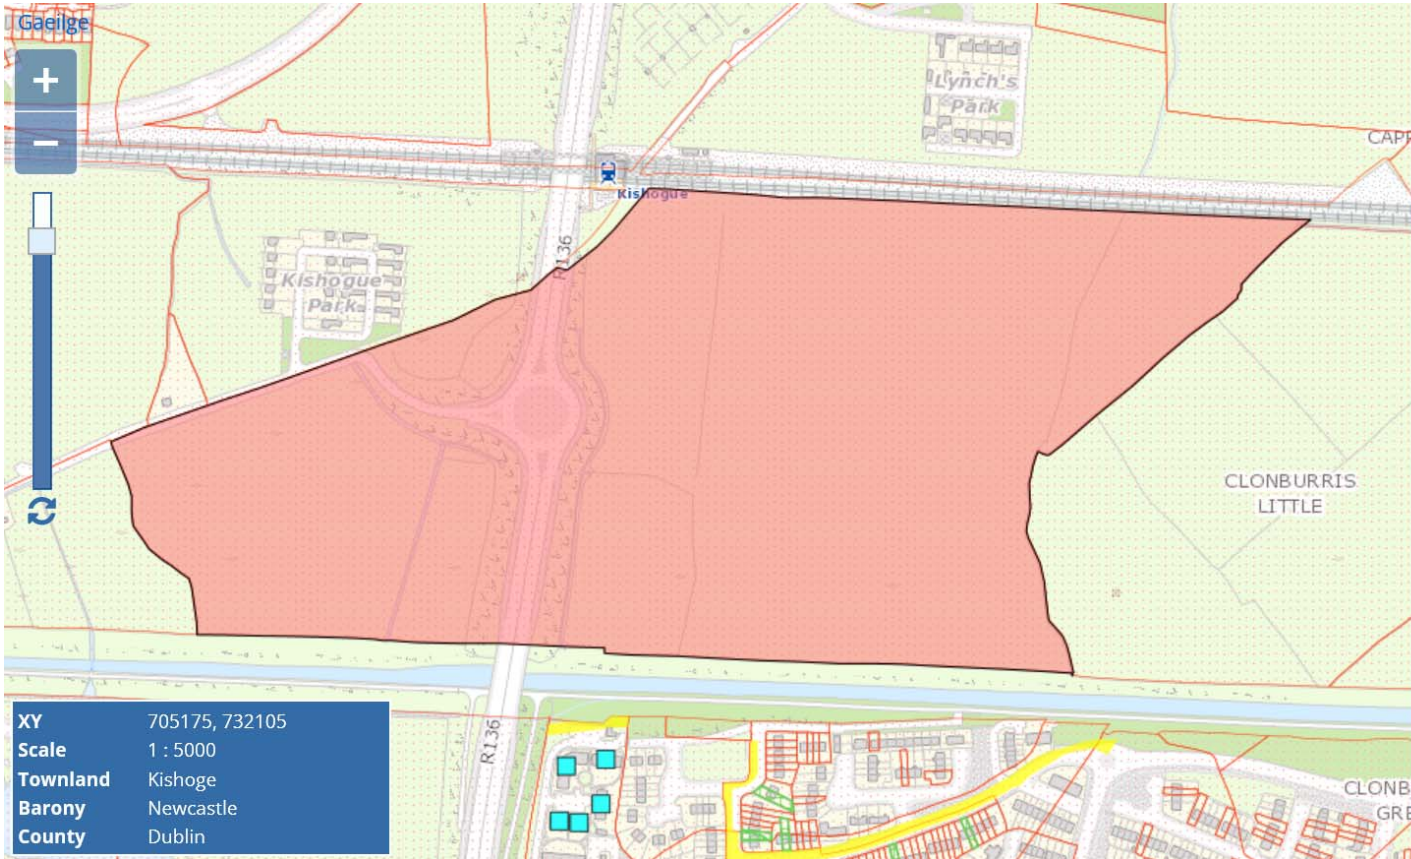 Gaeilge
+
−
Lynch's
Park
Kishogue
R136
Kishogue
Park
CLONBURRIS
LITTLE
R136
XY 705175, 732105
Scale 1 : 5000
Townland Kishoge
Barony Newcastle
County Dublin
CLONB
GRE